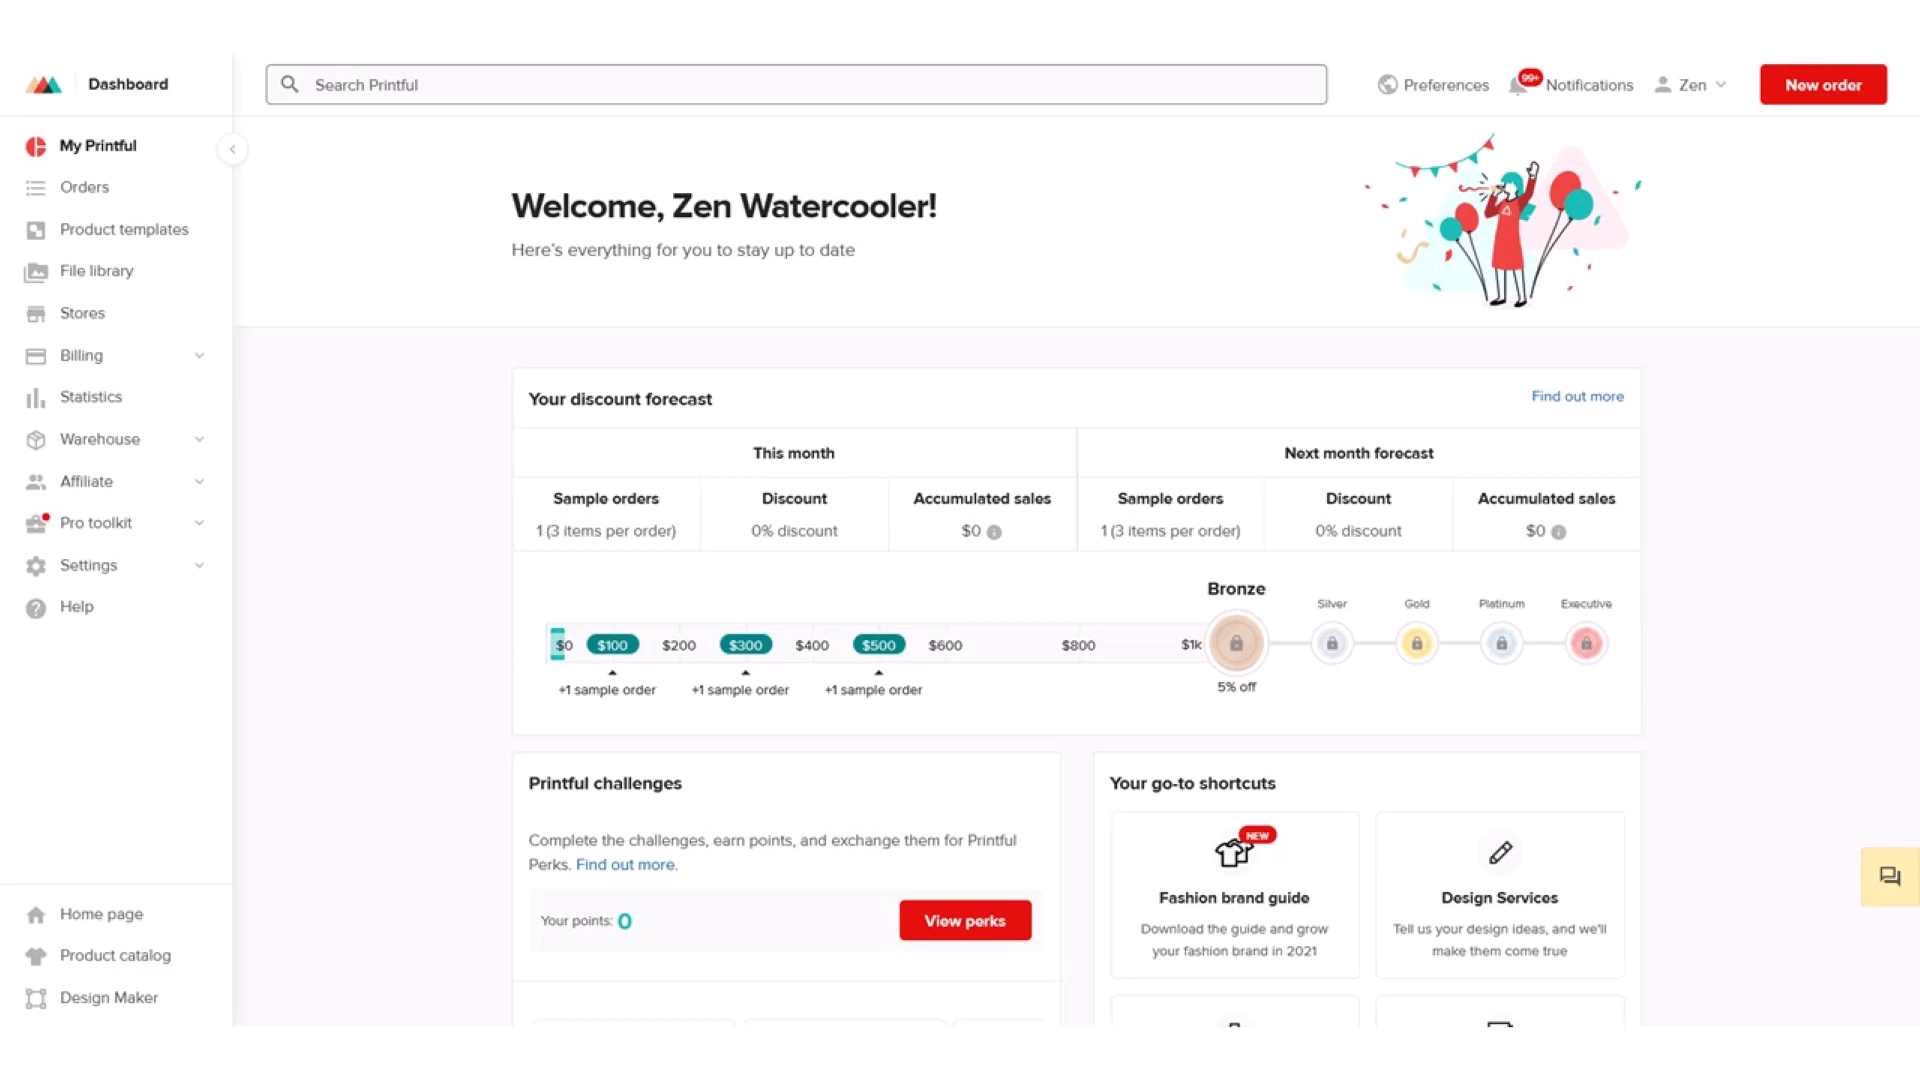 Dashboard
Search Printful
Preferences
99+
Notifications
Zen
New order
My Printful
Orders
Product templates
File library
Stores
Billing
Statistics
Warehouse
Affiliate
Pro toolkit
Settings
Help
Home page
Product catalog
Design Maker
Welcome, Zen Watercooler!
Here's everything for you to stay up to date
Your discount forecast
Find out more
This month
Next month forecast
Sample orders
Discount
Accumulated sales
Sample orders
Discount
Accumulated sales
1 (3 items per order)
0% discount
$0
1 (3 items per order)
0% discount
$0
Bronze
Silver
Gold
Platinum
Executive
$0
$100
$200
$300
$400
$500
$600
$800
$1k
+1 sample order
+1 sample order
+1 sample order
5% off
Printful challenges
Complete the challenges, earn points, and exchange them for Printful
Perks. Find out more.
Your points: 0
View perks
Your go-to shortcuts
NEW
Fashion brand guide
Download the guide and grow
your fashion brand in 2021
Design Services
Tell us your design ideas, and we'll
make them come true